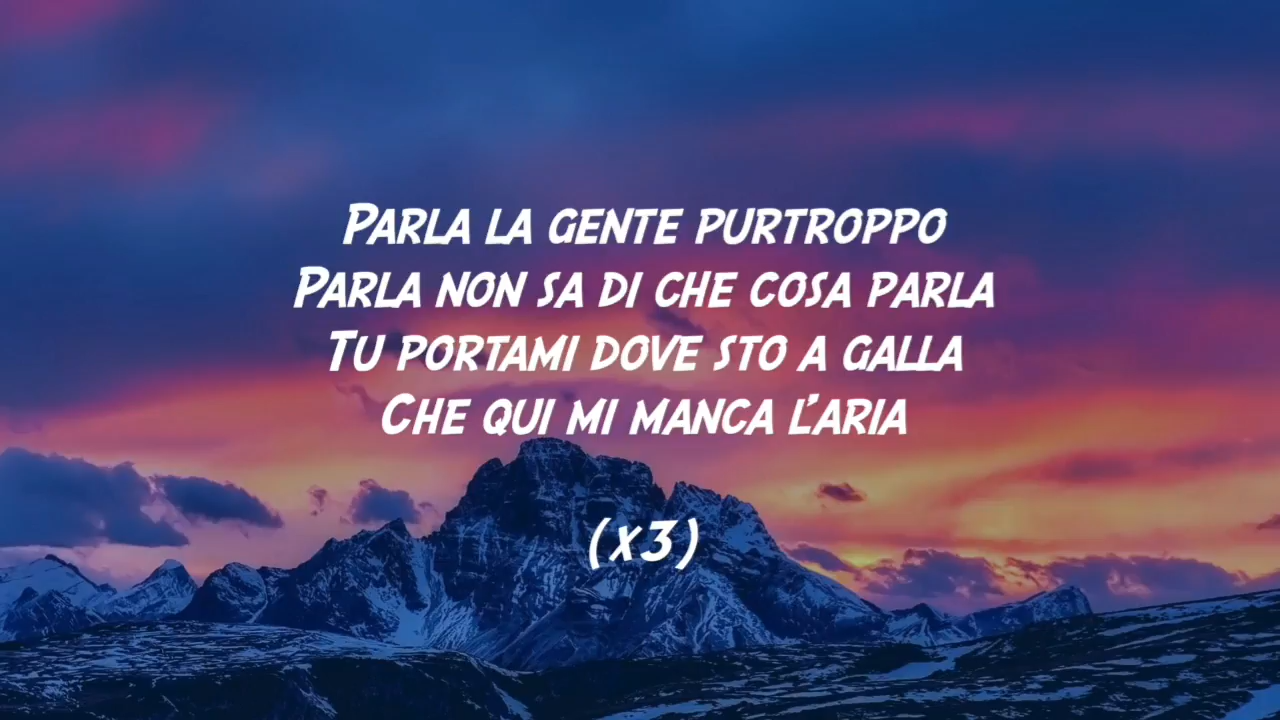 Parla la gente purtroppo
Parla non sa di che cosa parla
Tu portami dove sto a galla
Che qui mi manca l'aria
(x3)